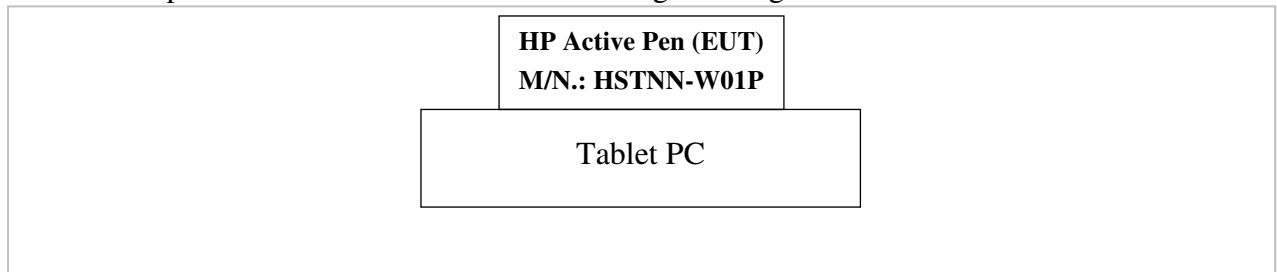 HP Active Pen (EUT)
M/N.: HSTNN-W01P
Tablet PC